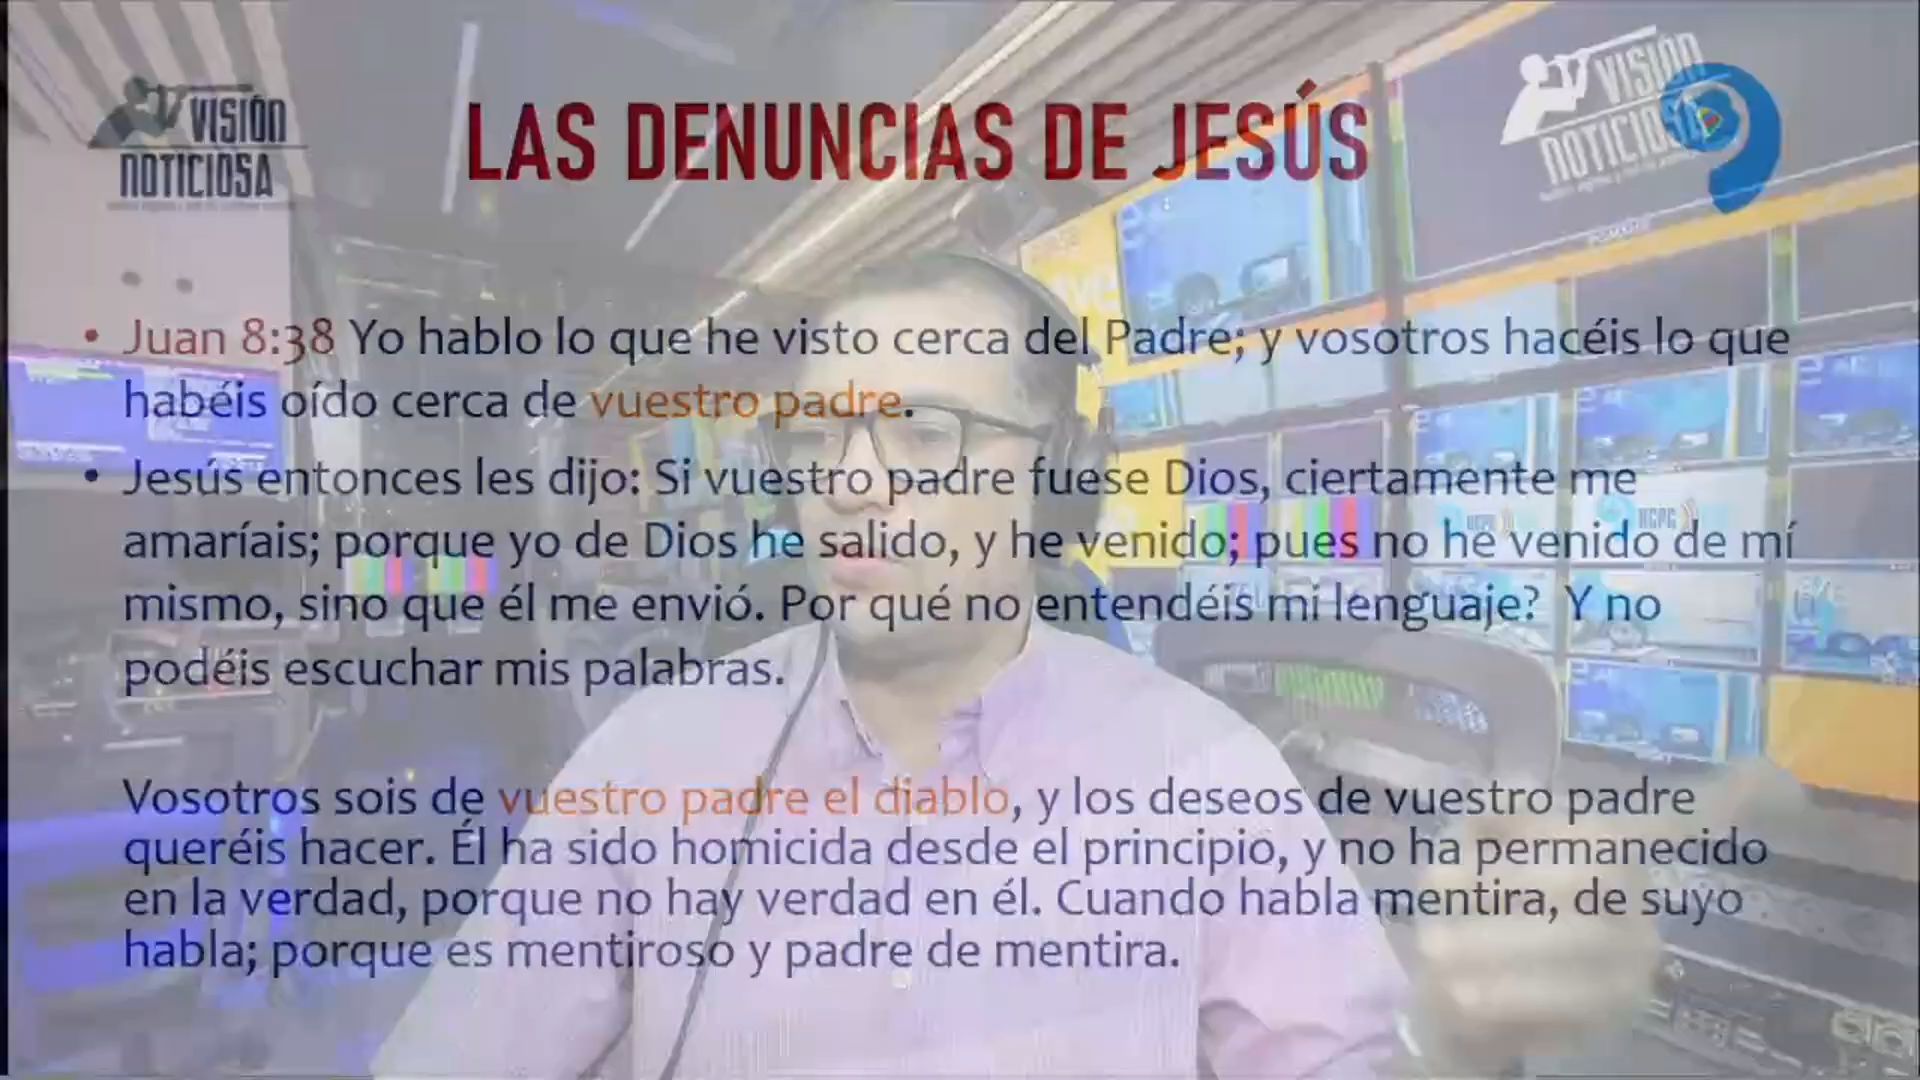 VISIÓN
NOTICIOSA
LAS DENUNCIAS DE JESÚS
VISIÓN
NOTICIOSA
• Juan 8:38 Yo hablo lo que he visto cerca del Padre; y vosotros hacéis lo que
habéis oído cerca de vuestro padre.
• Jesús entonces les dijo: Si vuestro padre fuese Dios, ciertamente me
amaríais; porque yo de Dios he salido, y he venido; pues no he venido de mí
mismo, sino que él me envió. Por qué no entendéis mi lenguaje? Y no
podéis escuchar mis palabras.
Vosotros sois de vuestro padre el diablo, y los deseos de vuestro padre
queréis hacer. Él ha sido homicida desde el principio, y no ha permanecido
en la verdad, porque no hay verdad en él. Cuando habla mentira, de suyo
habla; porque es mentiroso y padre de mentira.